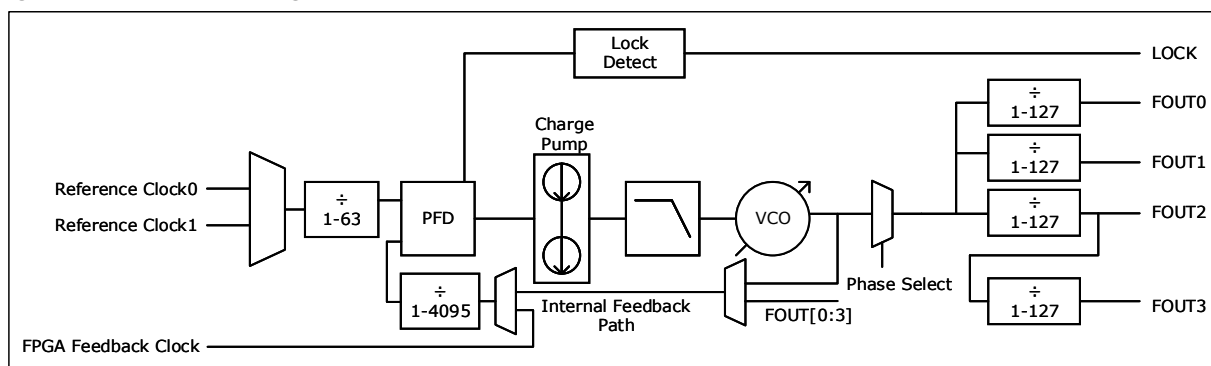 Lock
Detect
LOCK
÷
1-127
FOUT0
Charge
Pump
÷
1-127
FOUT1
Reference Clock0
÷
1-63
PFD
VCO
÷
1-127
FOUT2
Reference Clock1
Phase Select
÷
1-4095
Internal Feedback
Path
FOUT[0:3]
÷
1-127
FOUT3
FPGA Feedback Clock